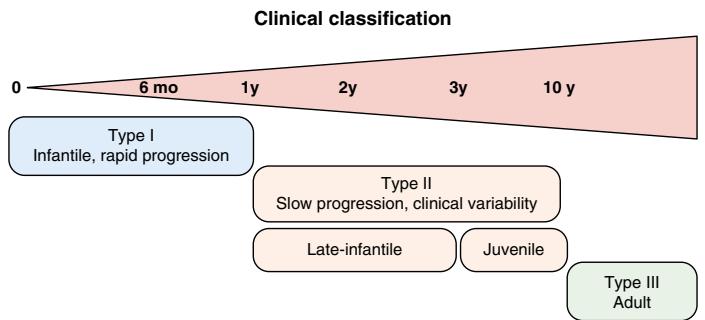 Clinical classification
0 6 mo 1y 2y 3y 10 y
Type I
Infantile, rapid progression
Type II
Slow progression, clinical variability
Late-infantile Juvenile
Type III
Adult